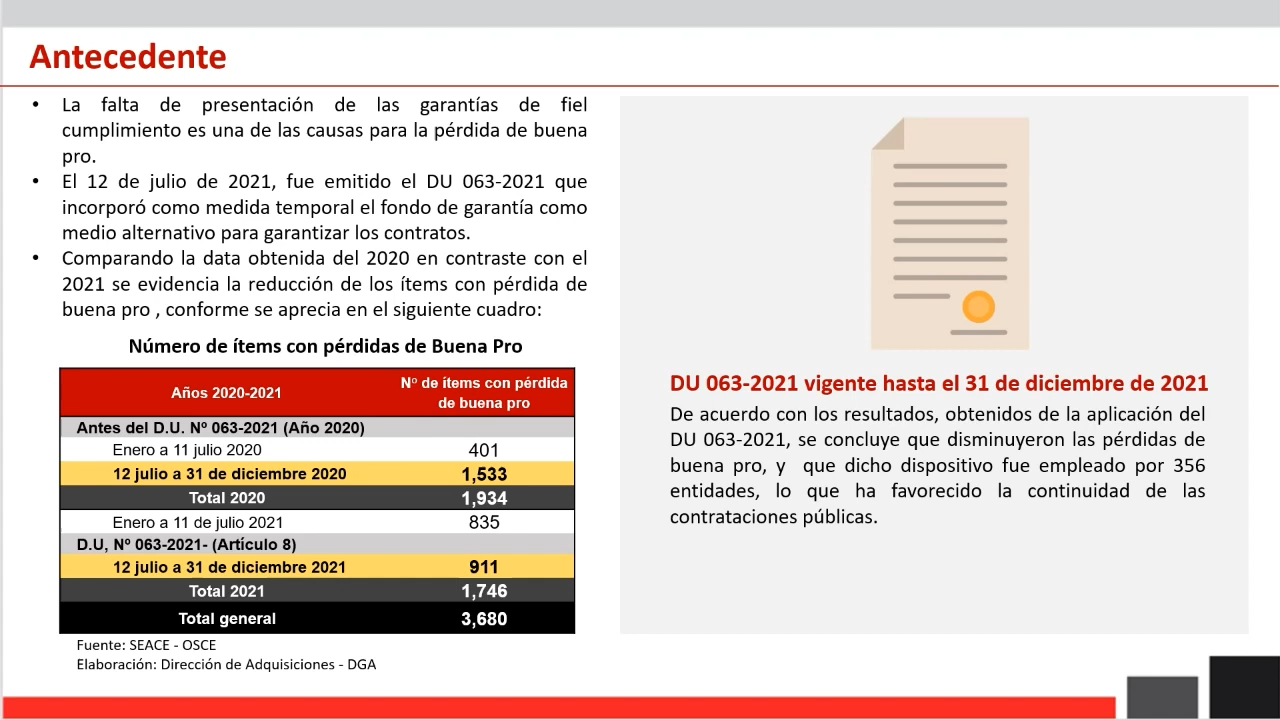 Antecedente
• La falta de presentación de las garantías de fiel
cumplimiento es una de las causas para la pérdida de buena
pro.
• El 12 de julio de 2021, fue emitido el DU 063-2021 que
incorporó como medida temporal el fondo de garantía como
medio alternativo para garantizar los contratos.
• Comparando la data obtenida del 2020 en contraste con el
2021 se evidencia la reducción de los ítems con pérdida de
buena pro , conforme se aprecia en el siguiente cuadro:
Número de ítems con pérdidas de Buena Pro
Años 2020-2021 Nº de ítems con pérdida
de buena pro
Antes del D.U. Nº 063-2021 (Año 2020)
Enero a 11 julio 2020 401
12 julio a 31 de diciembre 2020 1,533
Total 2020 1,934
Enero a 11 de julio 2021 835
D.U, Nº 063-2021- (Artículo 8)
12 julio a 31 de diciembre 2021 911
Total 2021 1,746
Total general 3,680
Fuente: SEACE - OSCE
Elaboración: Dirección de Adquisiciones - DGA
DU 063-2021 vigente hasta el 31 de diciembre de 2021
De acuerdo con los resultados, obtenidos de la aplicación del
DU 063-2021, se concluye que disminuyeron las pérdidas de
buena pro, y que dicho dispositivo fue empleado por 356
entidades, lo que ha favorecido la continuidad de las
contrataciones públicas.